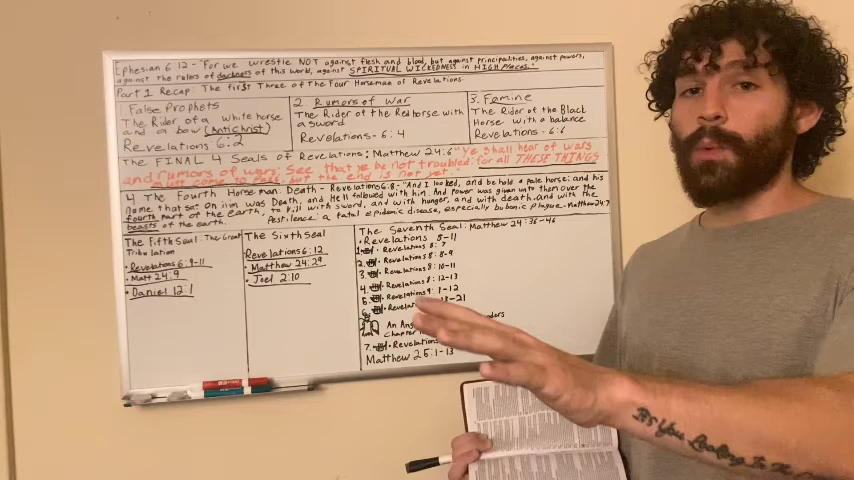 Ephesian 6:12 - "For we wrestle NOT against flesh and blood, but against principalities, against powers,
against the rulers of darkness of this world, against SPIRITUAL WICKEDNESS in HIGH Places."
Part 1 Recap: The first Three of the Four Horseman of Revelations
False Prophets
The Rider of a white horse
and a bow (Antichrist)
Revelations 6:2
2. Rumors of War
The Rider of the Red horse with
a sword
Revelations - 6:4
3. Famine
The Rider of the Black
Horse with a balance
Revelations - 6:6
The FINAL 4 Seals of Revelations: Matthew 24:6 "Ye shall hear of wars
and rumors of wars: see that ye be not troubled: for all THESE THINGS
must come to pass, but the end is not yet."
4 The Fourth Horseman: Death - Revelations 6:8 - "And I looked, and behold a pale horse: and his
name that sat on him was Death, and Hell followed with him. And power was given unto them over the
fourth part of the earth, to kill with sword, and with hunger, and with death, and with the
beasts of the earth. Pestilence: a fatal epidemic disease, especially bubonic plague - Matthew 24:7
The Fifth Seal: The Great
Tribulation
• Revelations 6:9-11
• Matt 24:9
• Daniel 12:1
The Sixth Seal
Revelations 6:12
• Matthew 24:29
• Joel 2:10
The Seventh Seal: Matthew 24:36-46
• Revelations 8-11
1. • Revelations 8:7
2. • Revelations 8:8-9
3. • Revelations 8:10-11
4. • Revelations 8:12-13
5. • Revelations 9:1-12
6. • 13-21
An
Chapter
7. • Revelations
Matthew 25:1-13
It's You Looking In The